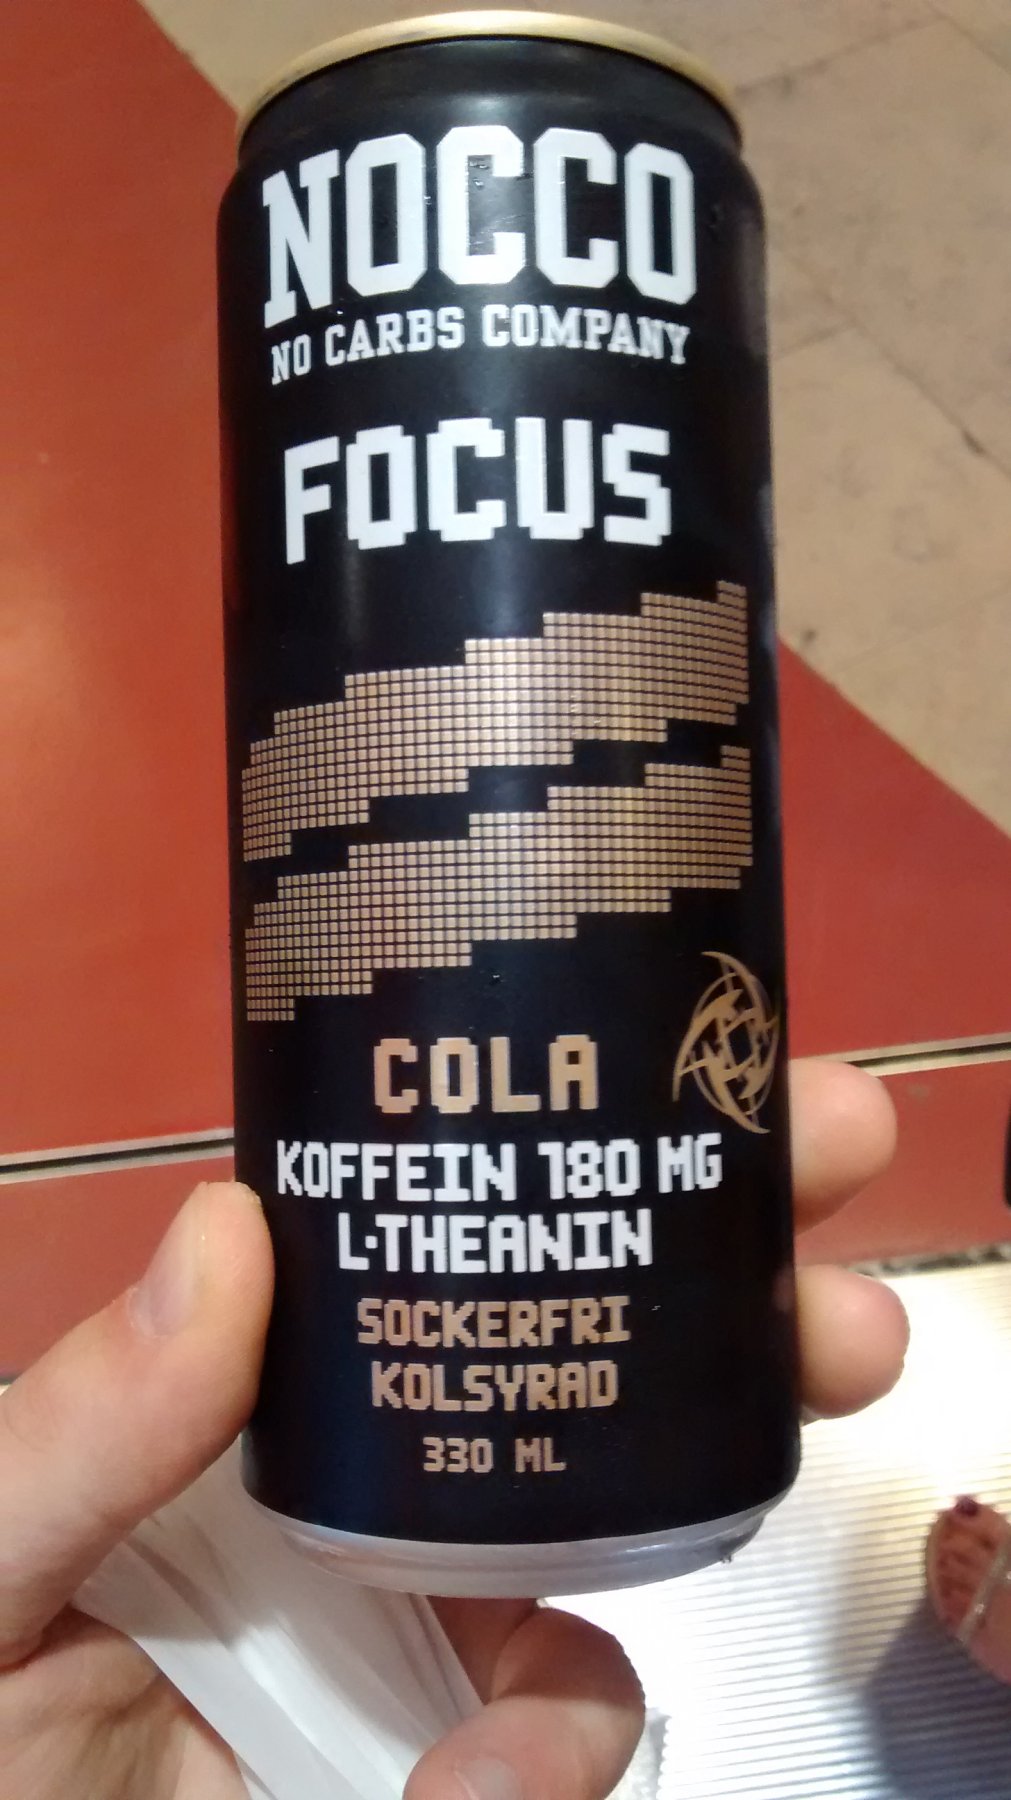 NOCCO
NO CARBS COMPANY
FOCUS
COLA
KOFFEIN 180 MG
L-THEANIN
SOCKERFRI
KOLSYRAD
330 ML